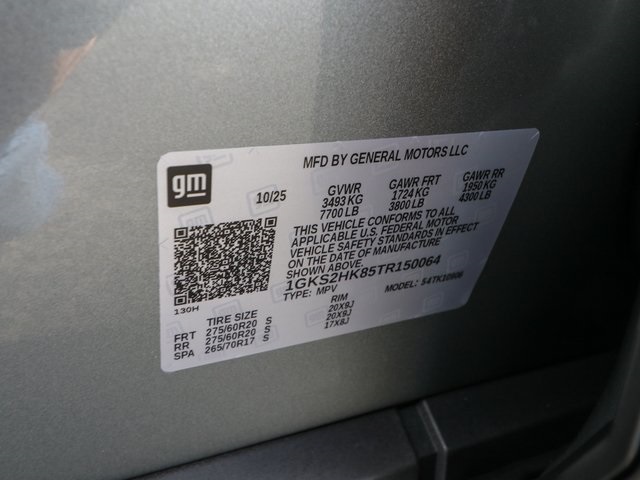 MFD BY GENERAL MOTORS LLC
gm
10/25
GVWR GAWR FRT GAWR RR
3493 KG 1724 KG 1950 KG
7700 LB 3800 LB 4300 LB
THIS VEHICLE CONFORMS TO ALL
APPLICABLE U.S. FEDERAL MOTOR
VEHICLE SAFETY STANDARDS IN EFFECT
ON THE DATE OF MANUFACTURE
SHOWN ABOVE.
1GKS2HK85TR150064
TYPE: MPV MODEL:
130H
TIRE SIZE RIM
FRT 275/60R20 S 20X9J
RR 275/60R20 S 20X9J
SPA 265/70R17 S 17X8J